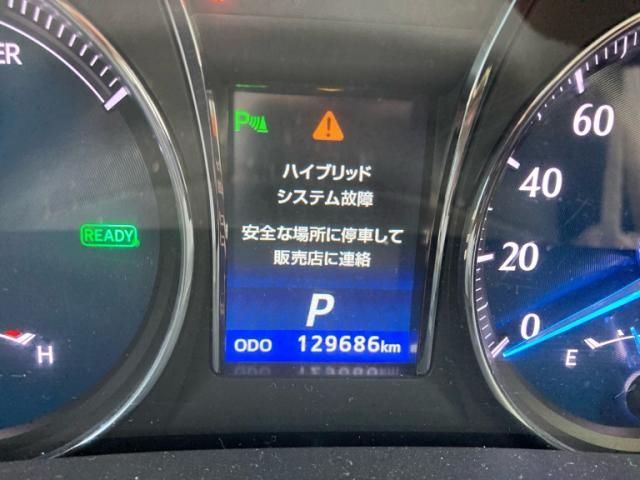 ER
P
ハイブリッド
システム故障
安全な場所に停車して
販売店に連絡
READY
P
ODO 129686km
H
60
40
20
0
E